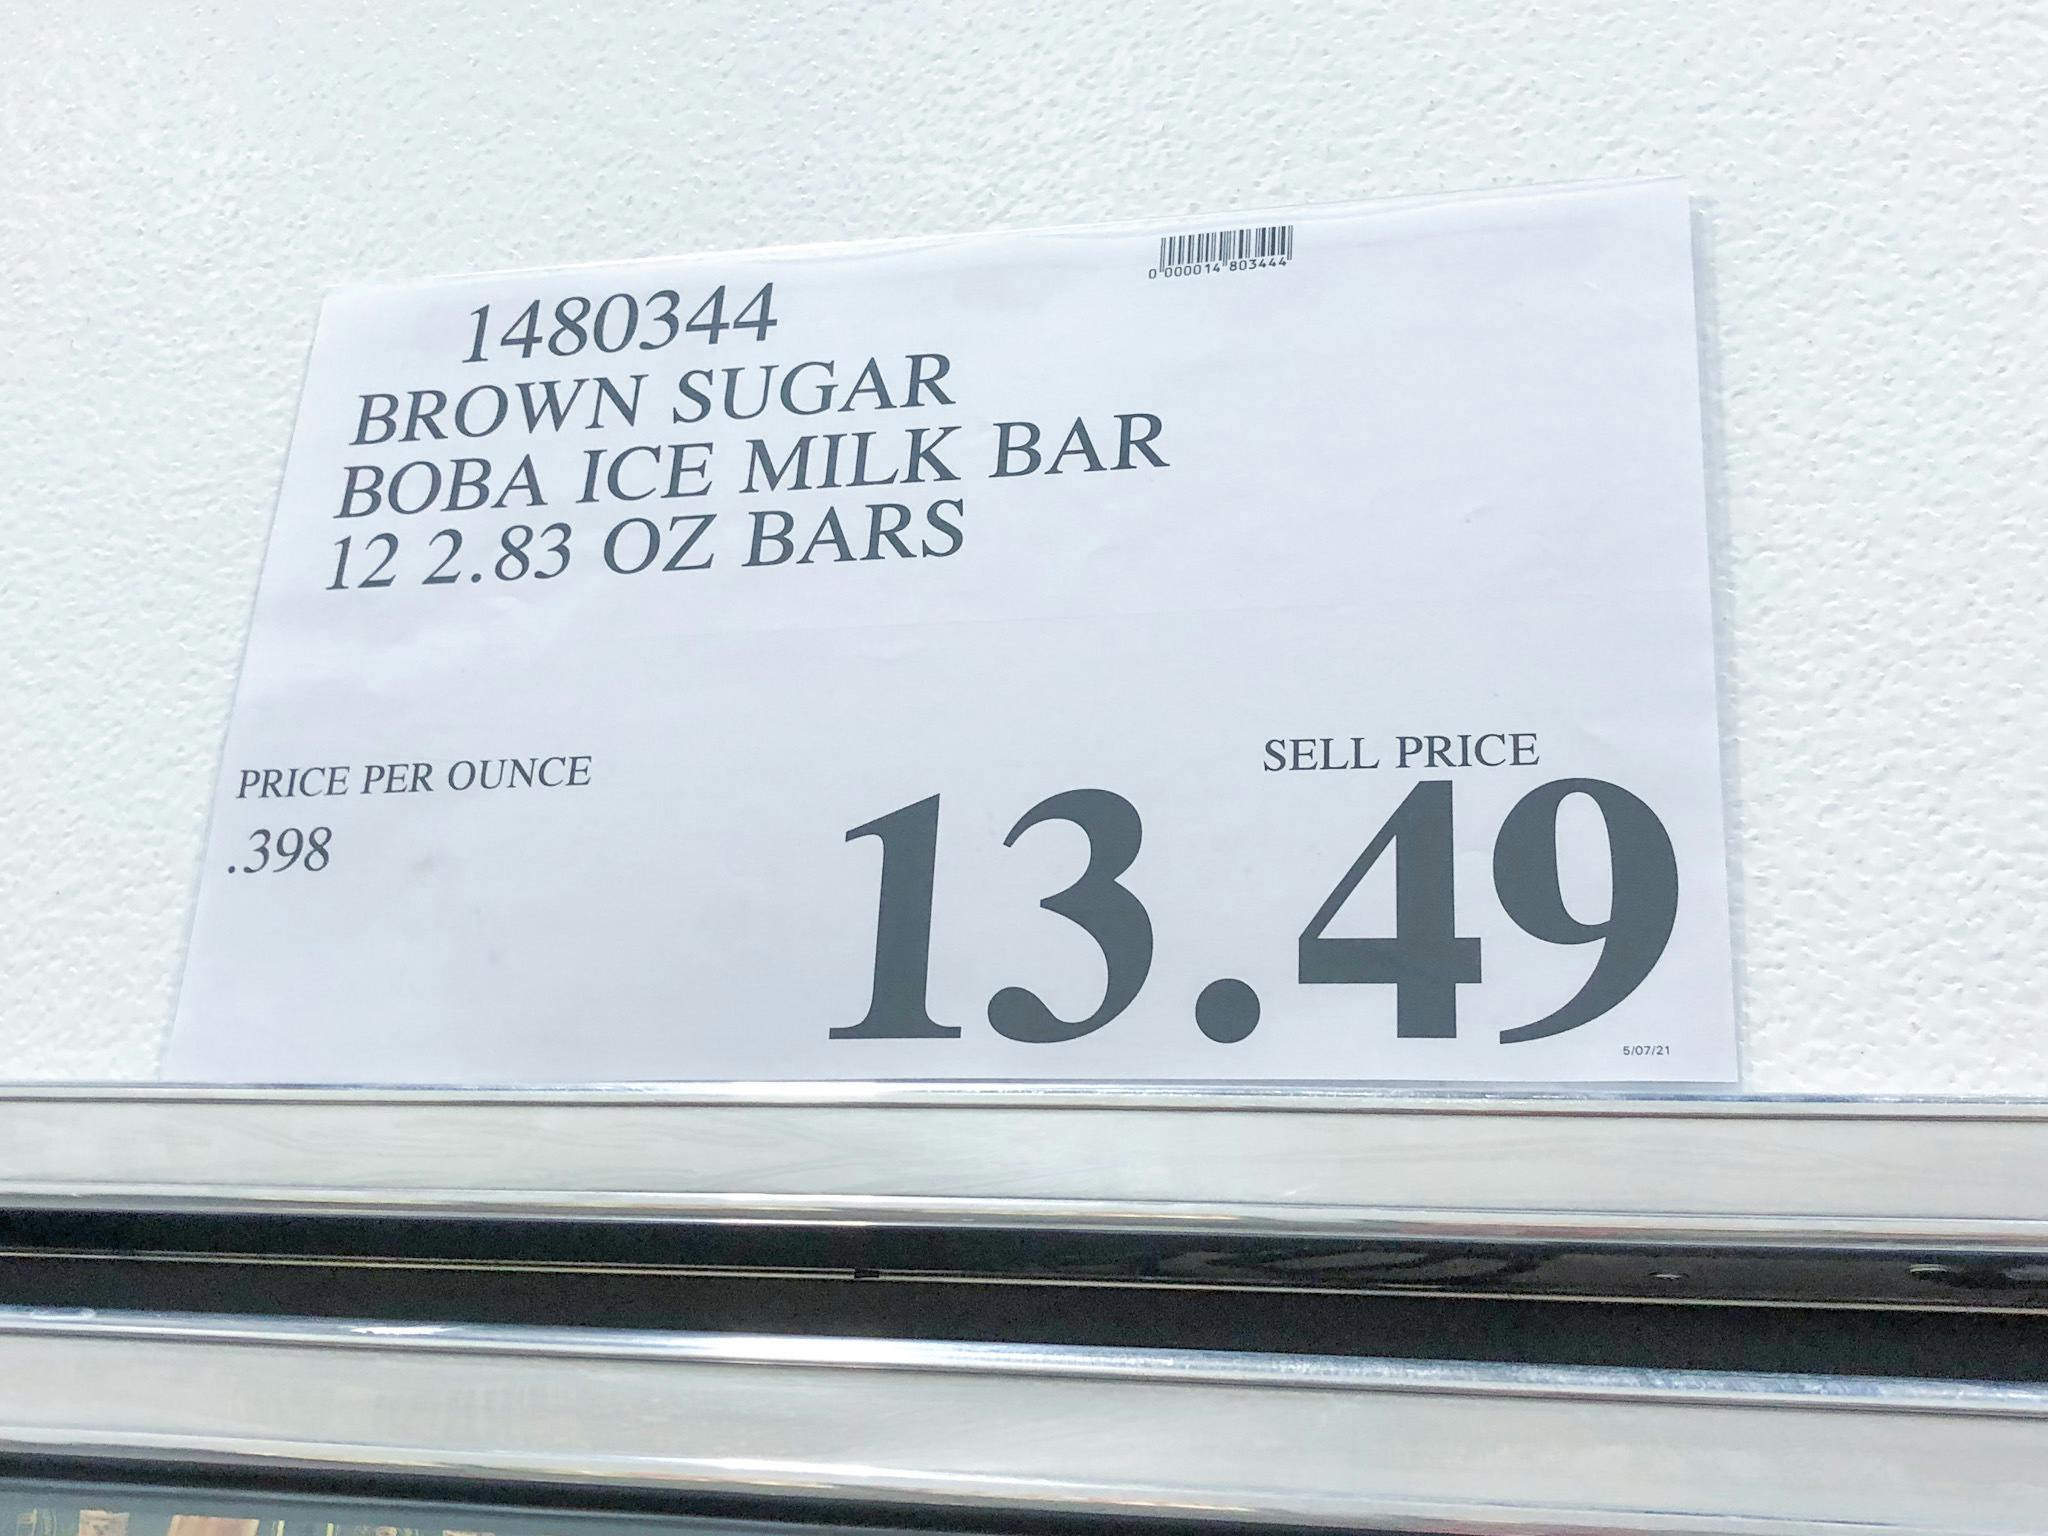 0 000014 803444
1480344
BROWN SUGAR
BOBA ICE MILK BAR
12 2.83 OZ BARS
PRICE PER OUNCE
.398
SELL PRICE
13.49
5/07/21